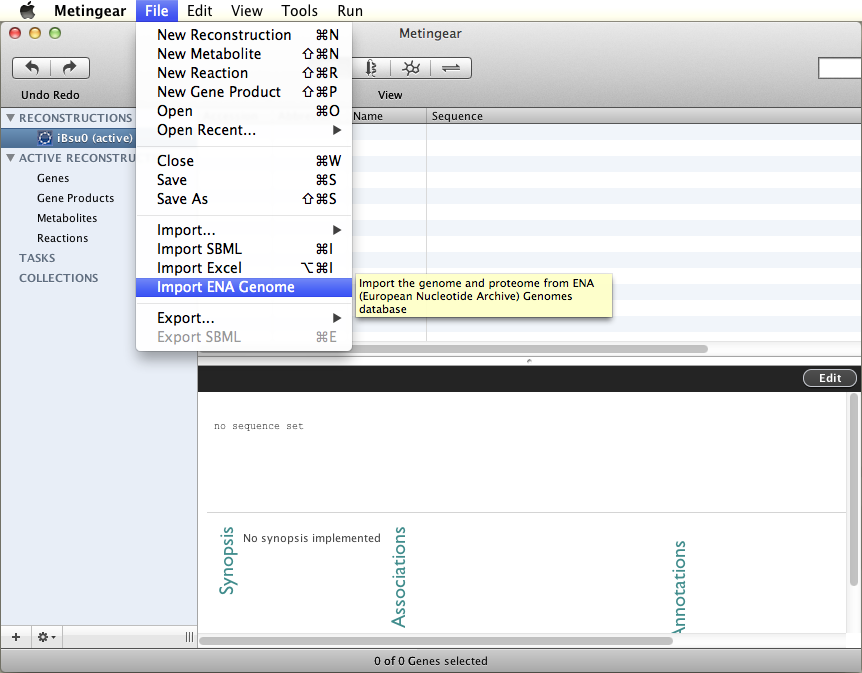 Metingear File Edit View Tools Run
Metingear
Undo Redo
View
New Reconstruction ⌘N
New Metabolite ⇧⌘N
New Reaction ⇧⌘R
New Gene Product ⇧⌘P
Open ⌘O
Open Recent...
Close ⌘W
Save ⌘S
Save As ⇧⌘S
Import...
Import SBML ⌘I
Import Excel ⌥⌘I
Import ENA Genome
Export...
Export SBML ⌘E
Import the genome and proteome from ENA
(European Nucleotide Archive) Genomes
database
RECONSTRUCTIONS
iBsu0 (active)
ACTIVE RECONSTRU
Genes
Gene Products
Metabolites
Reactions
TASKS
COLLECTIONS
Name Sequence
Edit
no sequence set
Synopsis
No synopsis implemented
Associations
Annotations
0 of 0 Genes selected